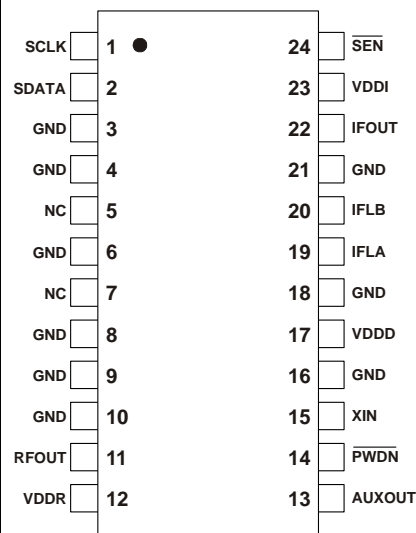 SCLK 1 24 S̅E̅N̅
SDATA 2 23 VDDI
GND 3 22 IFOUT
GND 4 21 GND
NC 5 20 IFLB
GND 6 19 IFLA
NC 7 18 GND
GND 8 17 VDDD
GND 9 16 GND
GND 10 15 XIN
RFOUT 11 14 P̅W̅D̅N̅
VDDR 12 13 AUXOUT